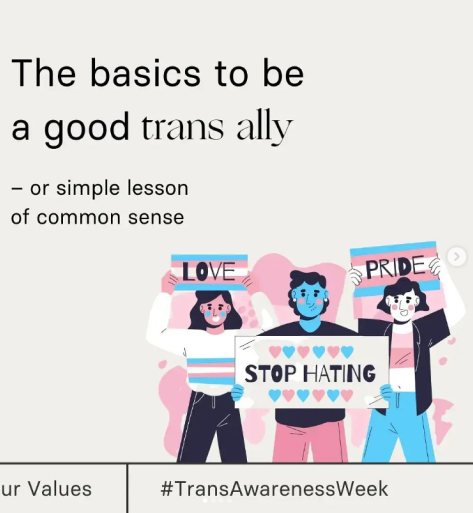 The basics to be
a good trans ally
– or simple lesson
of common sense
LOVE
PRIDE
STOP HATING
ur Values
#TransAwarenessWeek